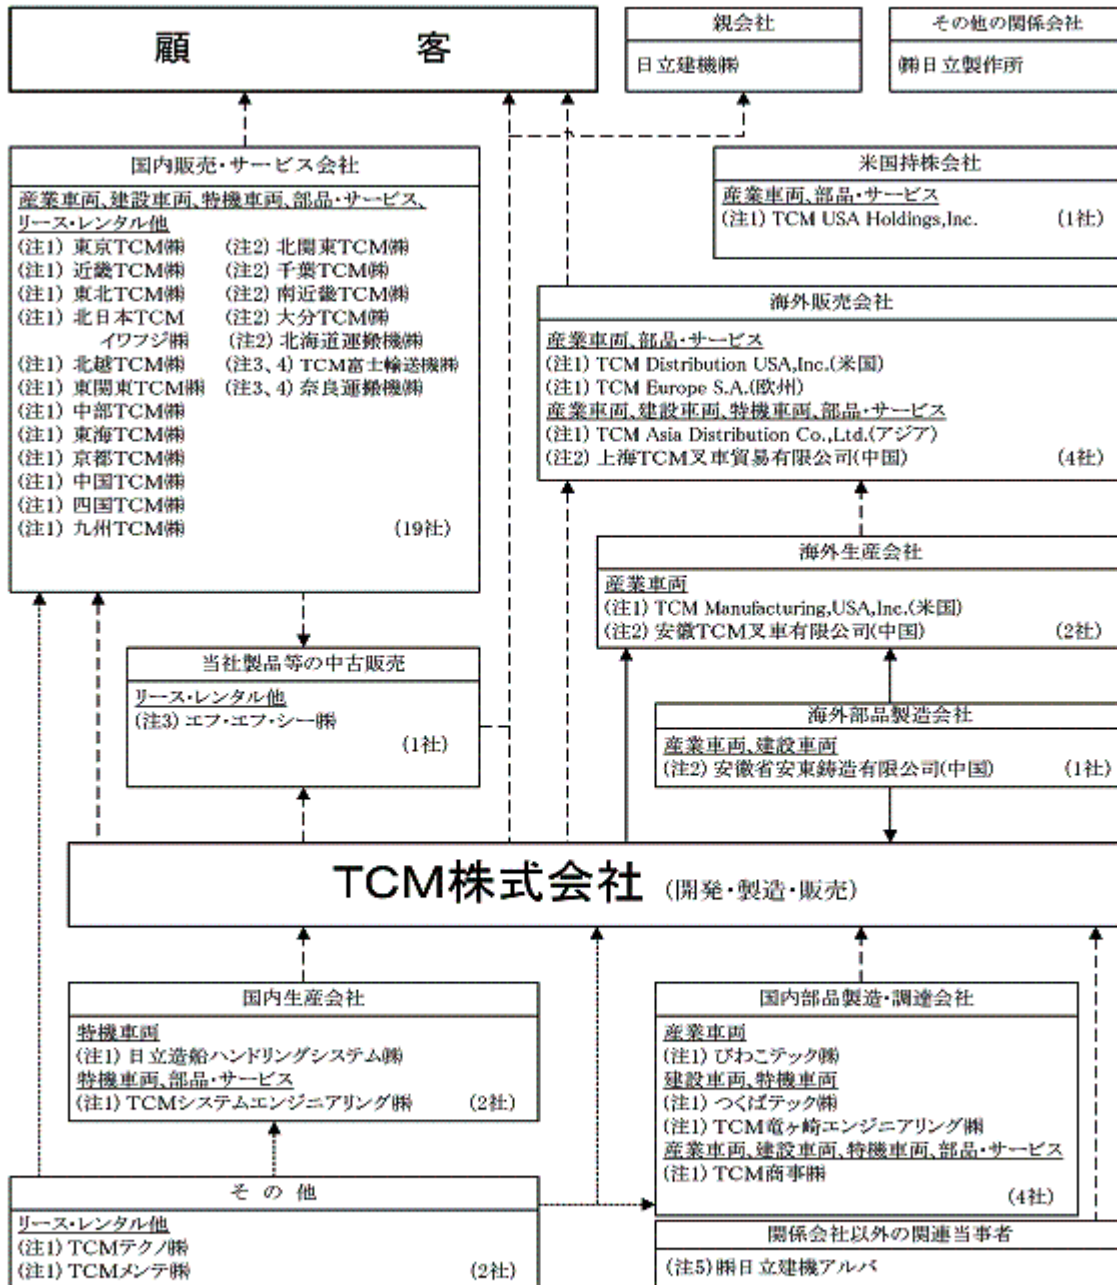 顧客
親会社
日立建機㈱
その他の関係会社
㈱日立製作所
国内販売・サービス会社
産業車両、建設車両、特機車両、部品・サービス、
リース・レンタル他
(注1) 東京TCM㈱ (注2) 北関東TCM㈱
(注1) 近畿TCM㈱ (注2) 千葉TCM㈱
(注1) 東北TCM㈱ (注2) 南近畿TCM㈱
(注1) 北日本TCM (注2) 大分TCM㈱
イワフジ㈱ (注2) 北海道運搬機㈱
(注1) 北越TCM㈱ (注3、4) TCM富士輸送機㈱
(注1) 東関東TCM㈱ (注3、4) 奈良運搬機㈱
(注1) 中部TCM㈱
(注1) 東海TCM㈱
(注1) 京都TCM㈱
(注1) 中国TCM㈱
(注1) 四国TCM㈱
(注1) 九州TCM㈱ (19社)
米国持株会社
産業車両、部品・サービス
(注1) TCM USA Holdings,Inc. (1社)
海外販売会社
産業車両、部品・サービス
(注1) TCM Distribution USA,Inc.(米国)
(注1) TCM Europe S.A.(欧州)
産業車両、建設車両、特機車両、部品・サービス
(注1) TCM Asia Distribution Co.,Ltd.(アジア)
(注2) 上海TCM叉車貿易有限公司(中国) (4社)
海外生産会社
産業車両
(注1) TCM Manufacturing,USA,Inc.(米国)
(注2) 安徽TCM叉車有限公司(中国) (2社)
当社製品等の中古販売
リース・レンタル他
(注3) エフ・エフ・シー㈱
(1社)
海外部品製造会社
産業車両、建設車両
(注2) 安徽省安東鋳造有限公司(中国) (1社)
TCM株式会社 (開発・製造・販売)
国内生産会社
特機車両
(注1) 日立造船ハンドリングシステム㈱
特機車両、部品・サービス
(注1) TCMシステムエンジニアリング㈱ (2社)
国内部品製造・調達会社
産業車両
(注1) びわこテック㈱
建設車両、特機車両
(注1) つくばテック㈱
(注1) TCM竜ヶ崎エンジニアリング㈱
産業車両、建設車両、特機車両、部品・サービス
(注1) TCM商事㈱
(4社)
その他
リース・レンタル他
(注1) TCMテクノ㈱
(注1) TCMメンテ㈱ (2社)
関係会社以外の関連当事者
(注5) ㈱日立建機アルバ